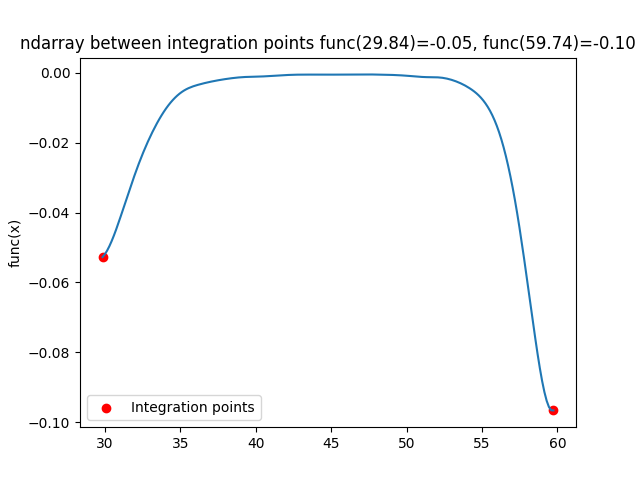 ndarray between integration points func(29.84)=-0.05, func(59.74)=-0.10
0.00
−0.02
−0.04
−0.06
−0.08
−0.10
func(x)
Integration points
30 35 40 45 50 55 60